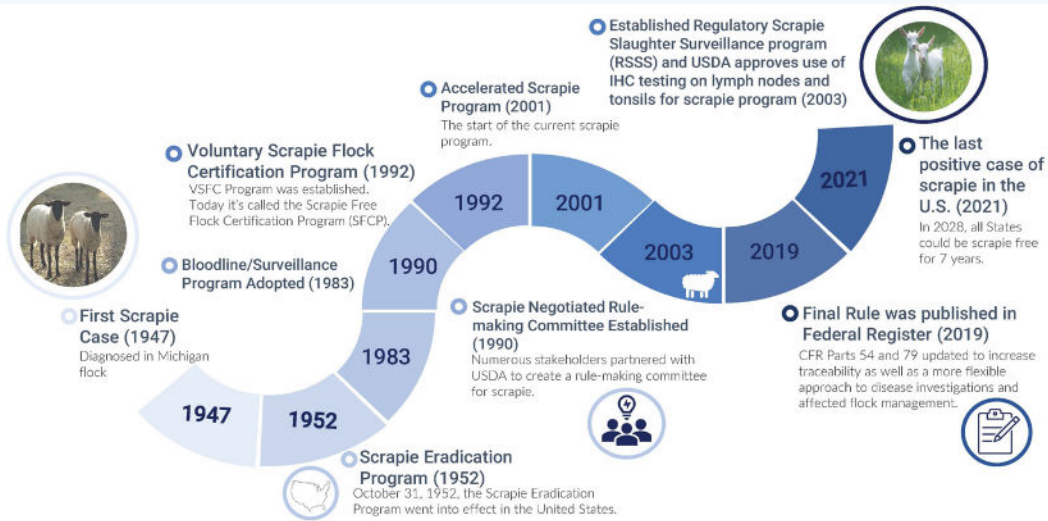 First Scrapie
Case (1947)
Diagnosed in Michigan
flock
1947
1952
Scrapie Eradication
Program (1952)
October 31, 1952, the Scrapie Eradication
Program went into effect in the United States.
Bloodline/Surveillance
Program Adopted (1983)
1983
1990
Scrapie Negotiated Rule-
making Committee Established
(1990)
Numerous stakeholders partnered with
USDA to create a rule-making committee
for scrapie.
Voluntary Scrapie Flock
Certification Program (1992)
VSFC Program was established.
Today it's called the Scrapie Free
Flock Certification Program (SFCP).
1992
Accelerated Scrapie
Program (2001)
The start of the current scrapie
program.
2001
Established Regulatory Scrapie
Slaughter Surveillance program
(RSSS) and USDA approves use of
IHC testing on lymph nodes and
tonsils for scrapie program (2003)
2003
2019
Final Rule was published in
Federal Register (2019)
CFR Parts 54 and 79 updated to increase
traceability as well as a more flexible
approach to disease investigations and
affected flock management.
2021
The last
positive case of
scrapie in the
U.S. (2021)
In 2028, all States
could be scrapie free
for 7 years.